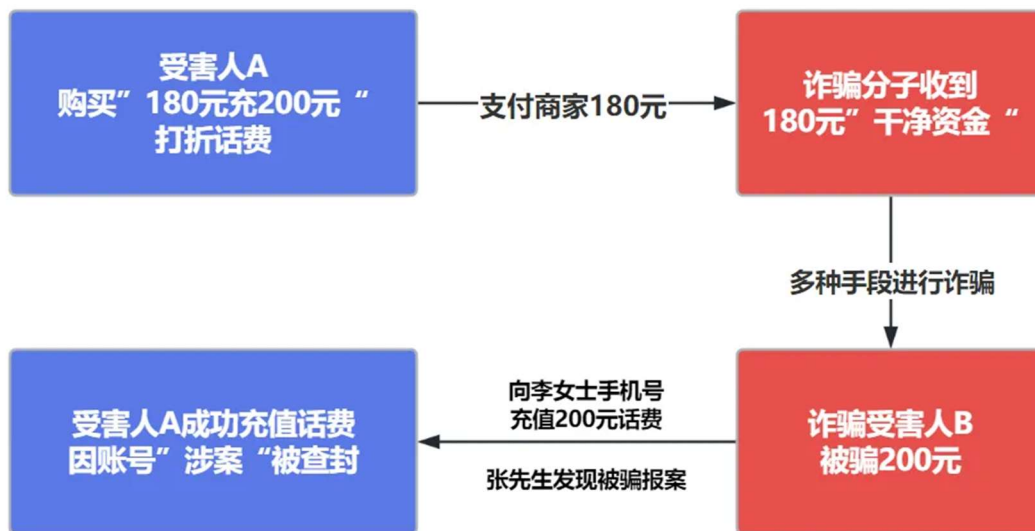 受害人A
购买”180元充200元“
打折话费
支付商家180元
诈骗分子收到
180元”干净资金“
多种手段进行诈骗
诈骗受害人B
被骗200元
向李女士手机号
充值200元话费
张先生发现被骗报案
受害人A成功充值话费
因账号”涉案“被查封